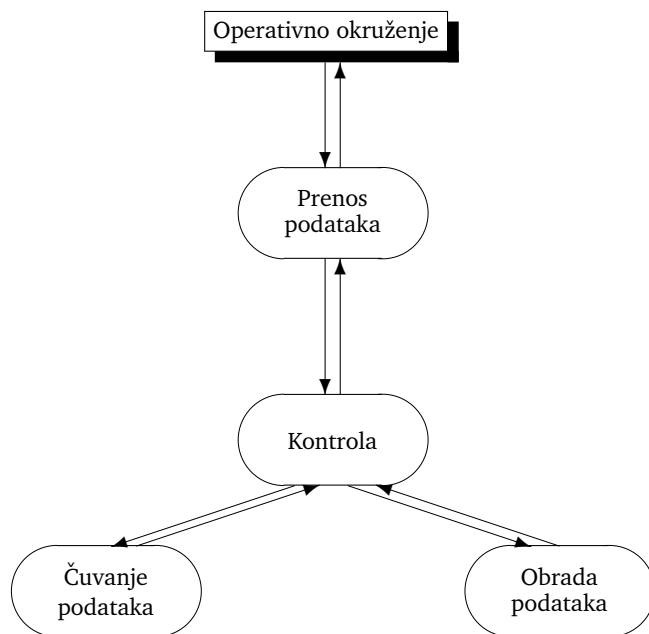 Operativno okruženje
Prenos
podataka
Kontrola
Čuvanje
podataka
Obrada
podataka